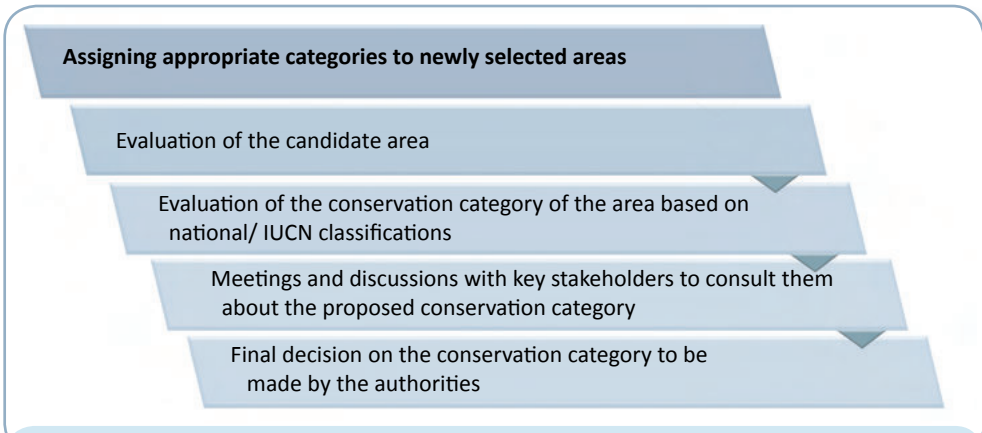 Assigning appropriate categories to newly selected areas
Evaluation of the candidate area
Evaluation of the conservation category of the area based on
national/ IUCN classifications
Meetings and discussions with key stakeholders to consult them
about the proposed conservation category
Final decision on the conservation category to be
made by the authorities